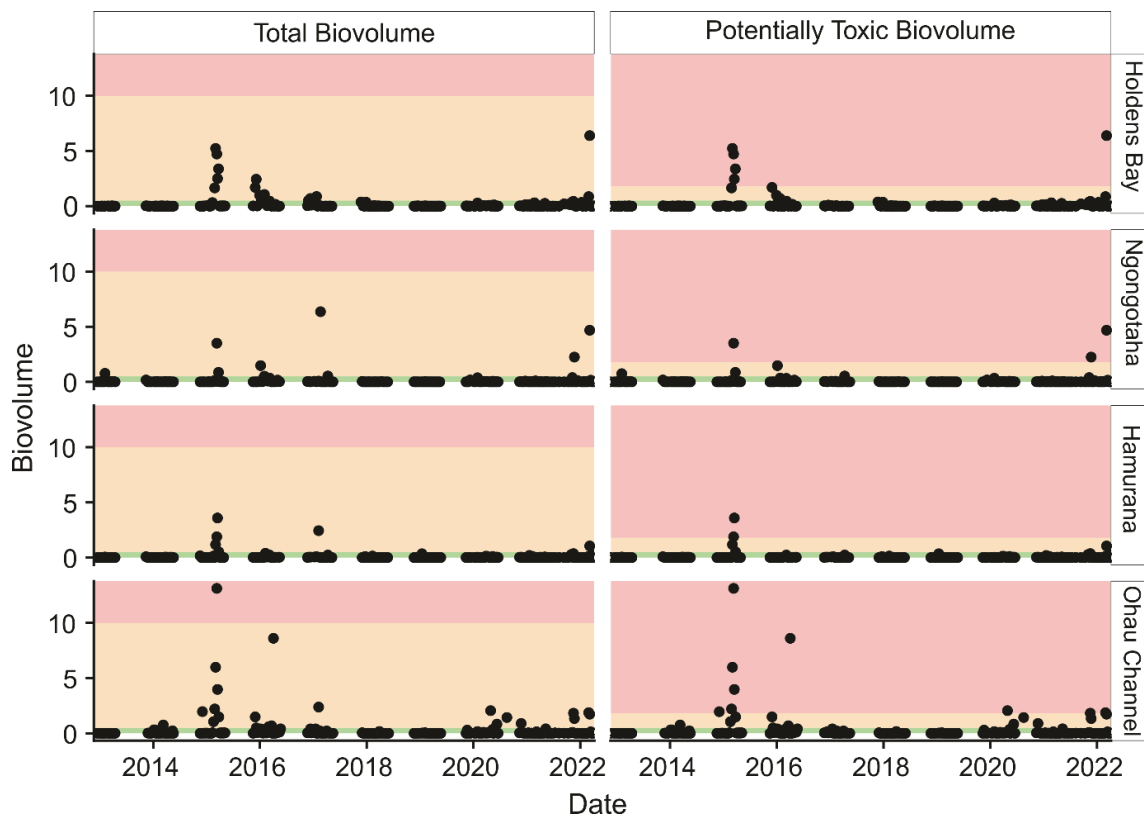 Total Biovolume
Potentially Toxic Biovolume
Biovolume
10
5
0
Holdens Bay
10
5
0
Ngongotaha
10
5
0
Hamurana
10
5
0
Ohau Channel
2014 2016 2018 2020 2022
2014 2016 2018 2020 2022
Date